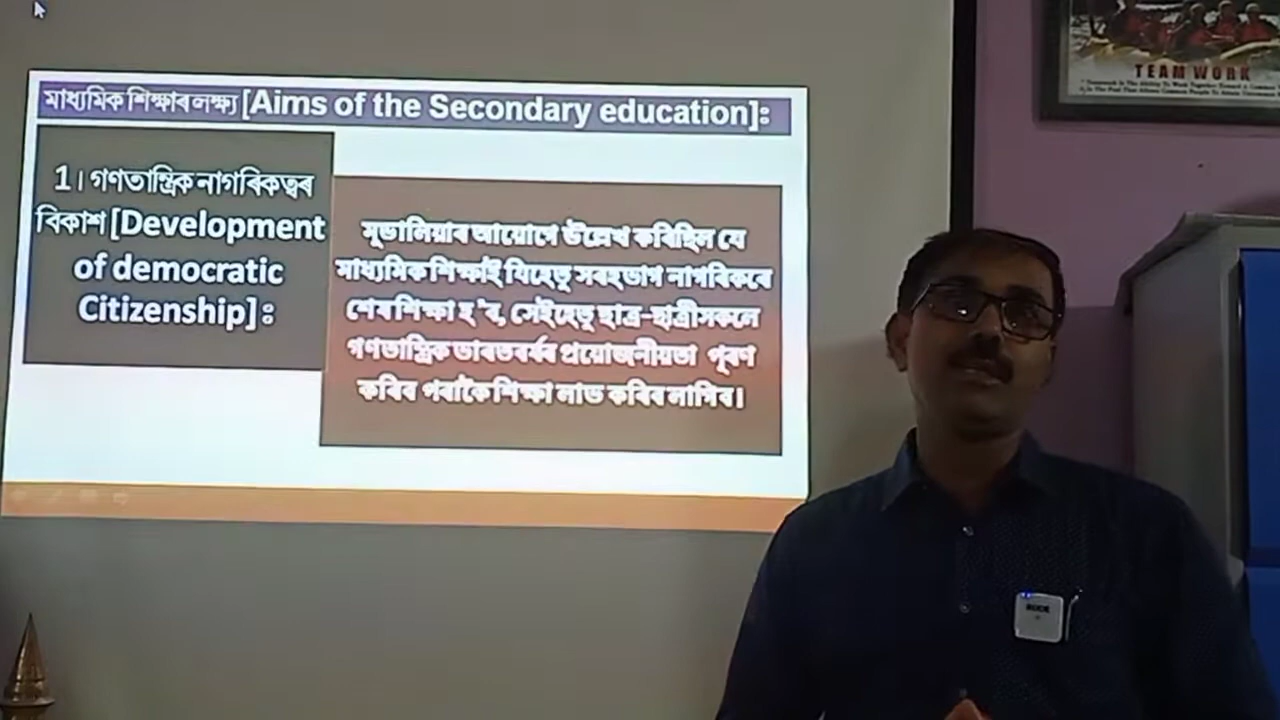 মাধ্যমিক শিক্ষাৰ লক্ষ্য [Aims of the Secondary education]ঃ
1। গণতান্ত্ৰিক নাগৰিকত্বৰ
বিকাশ [Development
of democratic
Citizenship]ঃ
মূডালিয়াৰ আয়োগে উল্লেখ কৰিছিল যে
মাধ্যমিক শিক্ষাই যিহেতু সৰহভাগ নাগৰিকৰে
শেষ শিক্ষা হ'ব, সেইহেতু ছাত্ৰ-ছাত্ৰীসকলে
গণতান্ত্ৰিক ভাৰতবৰ্ষৰ প্ৰয়োজনীয়তা পূৰণ
কৰিব পৰাকৈ শিক্ষা লাভ কৰিব লাগিব।
TEAM WORK